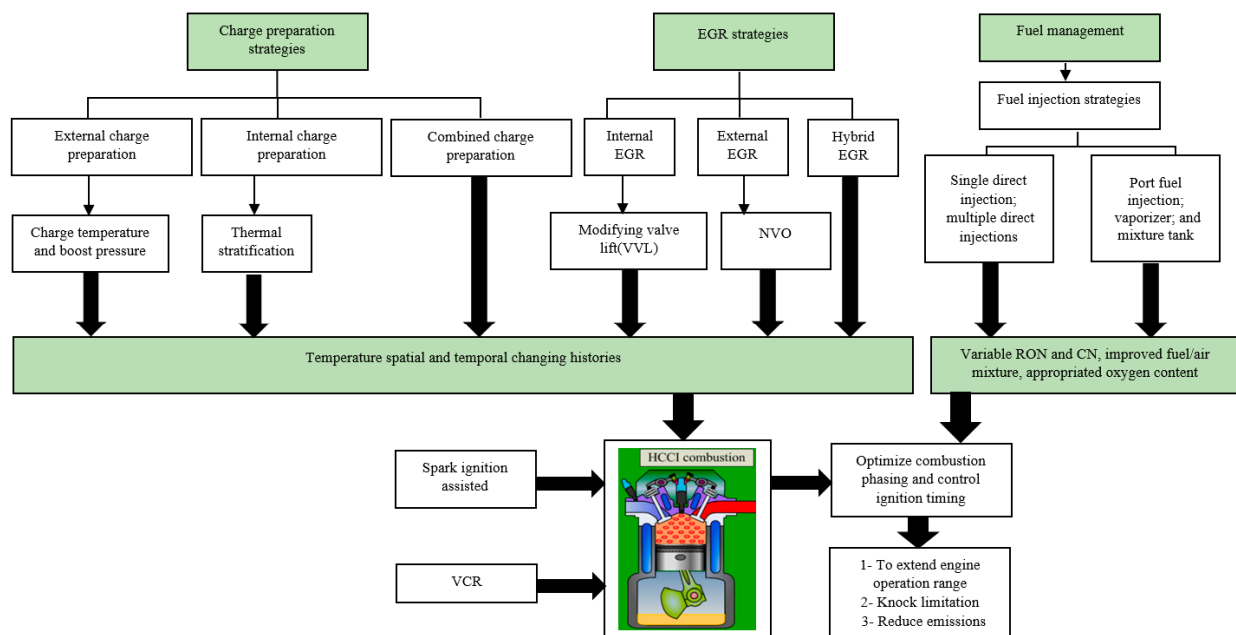 Charge preparation
strategies
EGR strategies
Fuel management
Fuel injection strategies
External charge
preparation
Internal charge
preparation
Combined charge
preparation
Internal
EGR
External
EGR
Hybrid
EGR
Single direct
injection;
multiple direct
injections
Port fuel
injection;
vaporizer; and
mixture tank
Charge temperature
and boost pressure
Thermal
stratification
Modifying valve
lift(VVL)
NVO
Temperature spatial and temporal changing histories
Variable RON and CN, improved fuel/air
mixture, appropriated oxygen content
Spark ignition
assisted
HCCI combustion
Optimize combustion
phasing and control
ignition timing
VCR
1- To extend engine
operation range
2- Knock limitation
3- Reduce emissions